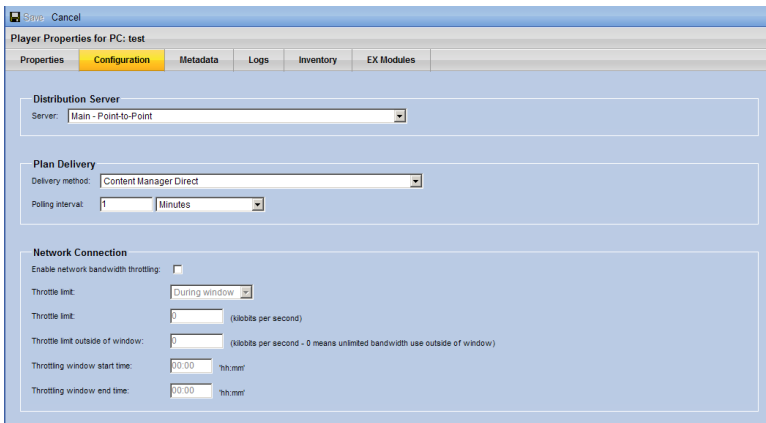 Save Cancel
Player Properties for PC: test
Properties Configuration Metadata Logs Inventory EX Modules
Distribution Server
Server: Main - Point-to-Point
Plan Delivery
Delivery method: Content Manager Direct
Polling interval: 1 Minutes
Network Connection
Enable network bandwidth throttling:
Throttle limit: During window
Throttle limit: 0 (kilobits per second)
Throttle limit outside of window: 0 (kilobits per second - 0 means unlimited bandwidth use outside of window)
Throttling window start time: 00:00 'hh:mm'
Throttling window end time: 00:00 'hh:mm'